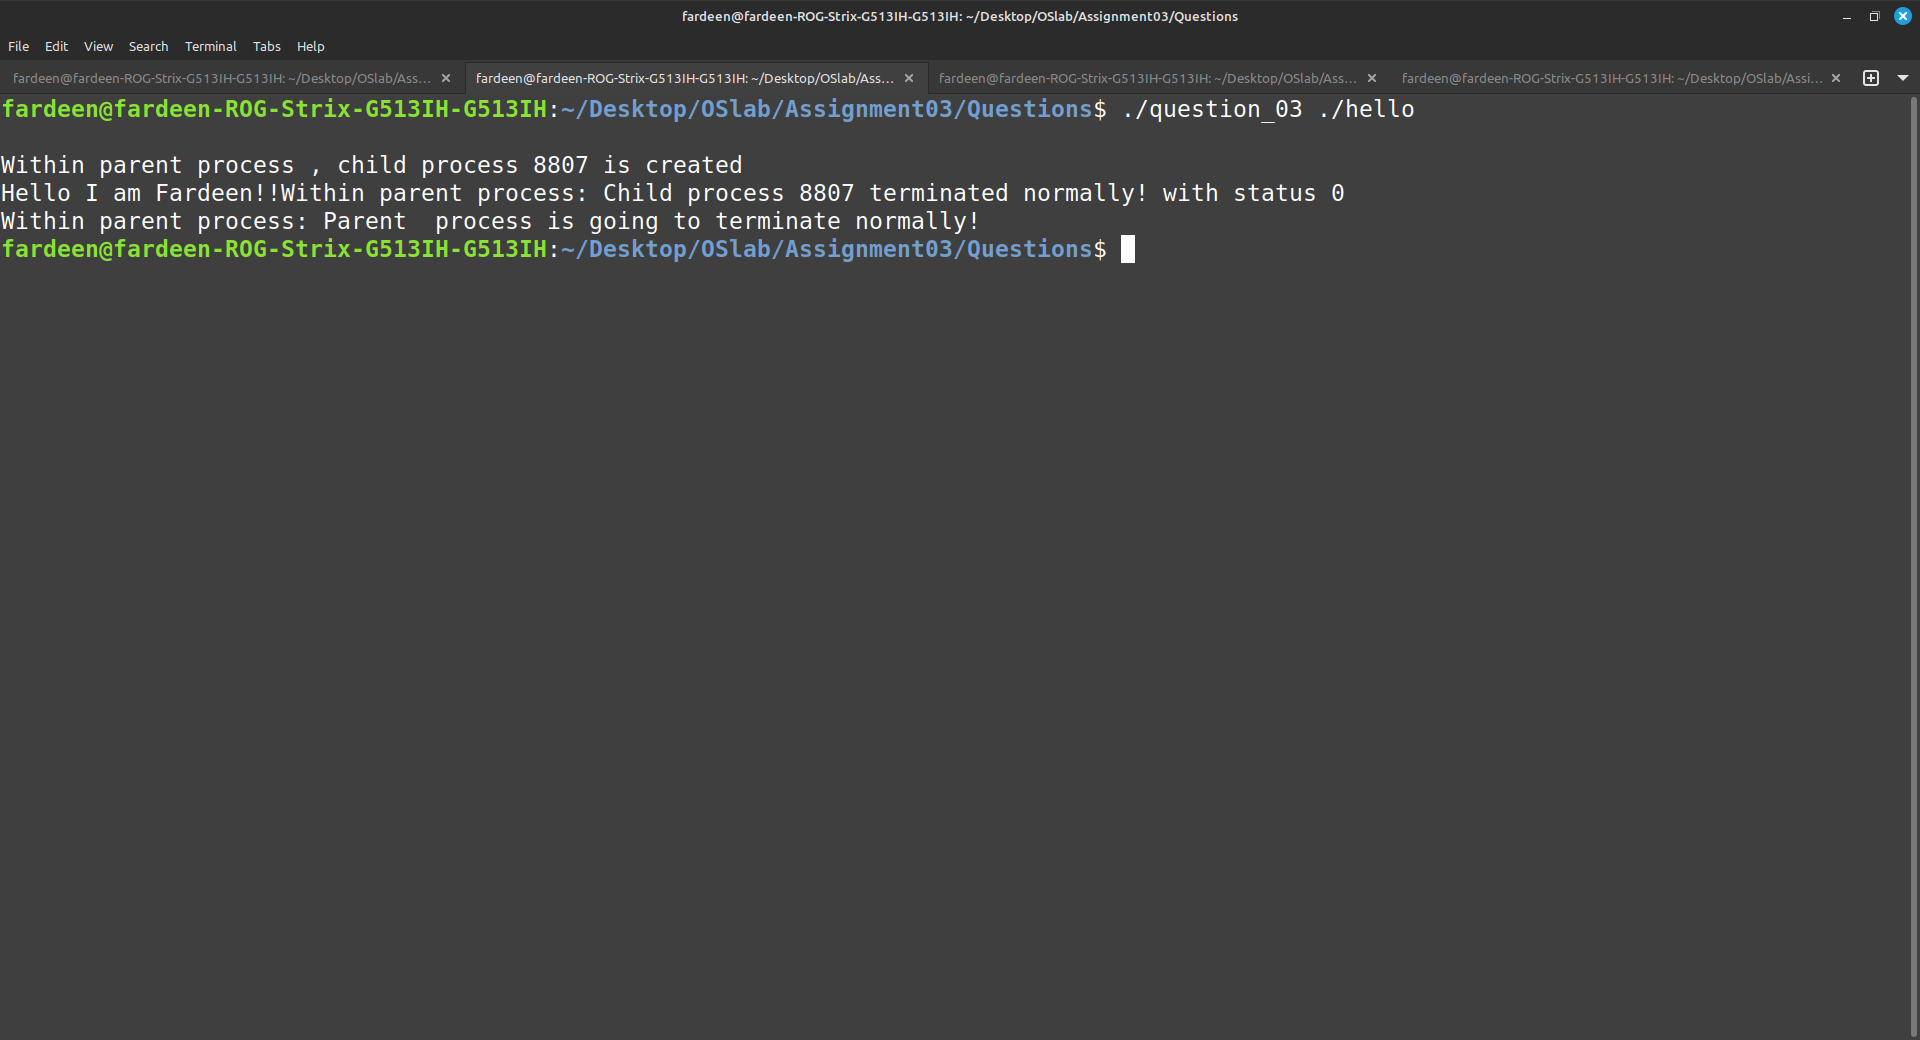 fardeen@fardeen-ROG-Strix-G513IH-G513IH: ~/Desktop/OSlab/Assignment03/Questions
File Edit View Search Terminal Tabs Help
fardeen@fardeen-ROG-Strix-G513IH-G513IH: ~/Desktop/OSlab/Ass... fardeen@fardeen-ROG-Strix-G513IH-G513IH: ~/Desktop/OSlab/Ass... fardeen@fardeen-ROG-Strix-G513IH-G513IH: ~/Desktop/OSlab/Ass... fardeen@fardeen-ROG-Strix-G513IH-G513IH: ~/Desktop/OSlab/Assi...
fardeen@fardeen-ROG-Strix-G513IH-G513IH:~/Desktop/OSlab/Assignment03/Questions$ ./question_03 ./hello
Within parent process , child process 8807 is created
Hello I am Fardeen!!Within parent process: Child process 8807 terminated normally! with status 0
Within parent process: Parent  process is going to terminate normally!
fardeen@fardeen-ROG-Strix-G513IH-G513IH:~/Desktop/OSlab/Assignment03/Questions$